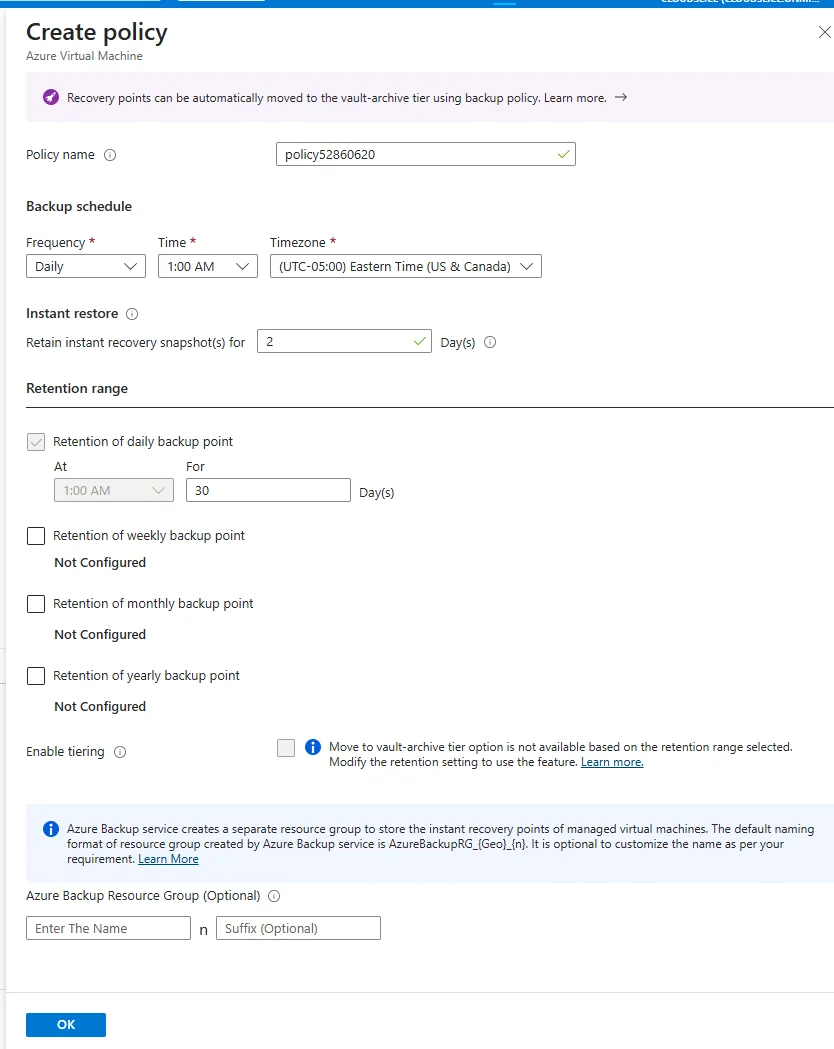 Create policy
Azure Virtual Machine
Recovery points can be automatically moved to the vault-archive tier using backup policy. Learn more. →
Policy name
policy52860620
Backup schedule
Frequency * Time * Timezone *
Daily 1:00 AM (UTC-05:00) Eastern Time (US & Canada)
Instant restore
Retain instant recovery snapshot(s) for 2 Day(s)
Retention range
Retention of daily backup point
At For
1:00 AM 30 Day(s)
Retention of weekly backup point
Not Configured
Retention of monthly backup point
Not Configured
Retention of yearly backup point
Not Configured
Enable tiering
Move to vault-archive tier option is not available based on the retention range selected.
Modify the retention setting to use the feature. Learn more.
Azure Backup service creates a separate resource group to store the instant recovery points of managed virtual machines. The default naming
format of resource group created by Azure Backup service is AzureBackupRG_{Geo}_{n}. It is optional to customize the name as per your
requirement. Learn More
Azure Backup Resource Group (Optional)
Enter The Name n Suffix (Optional)
OK